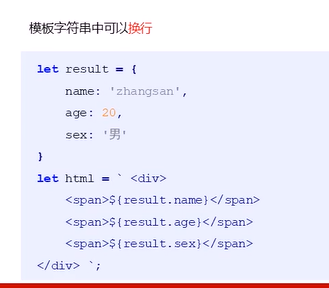 模板字符串中可以换行
let result = {
    name: 'zhangsan',
    age: 20,
    sex: '男'
}
let html = ` <div>
    <span>${result.name}</span>
    <span>${result.age}</span>
    <span>${result.sex}</span>
</div> `;